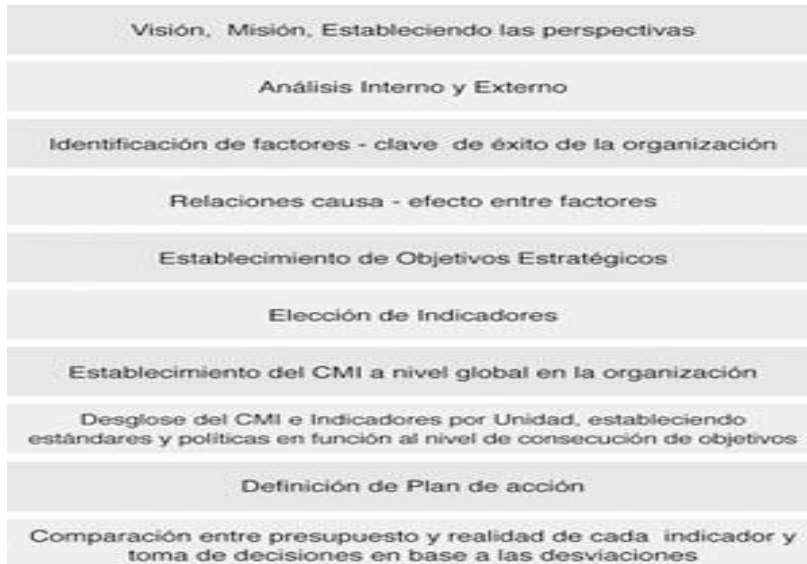 Visión, Misión, Estableciendo las perspectivas
Análisis Interno y Externo
Identificación de factores - clave de éxito de la organización
Relaciones causa - efecto entre factores
Establecimiento de Objetivos Estratégicos
Elección de Indicadores
Establecimiento del CMI a nivel global en la organización
Desglose del CMI e Indicadores por Unidad, estableciendo
estándares y políticas en función al nivel de consecución de objetivos
Definición de Plan de acción
Comparación entre presupuesto y realidad de cada indicador y
toma de decisiones en base a las desviaciones